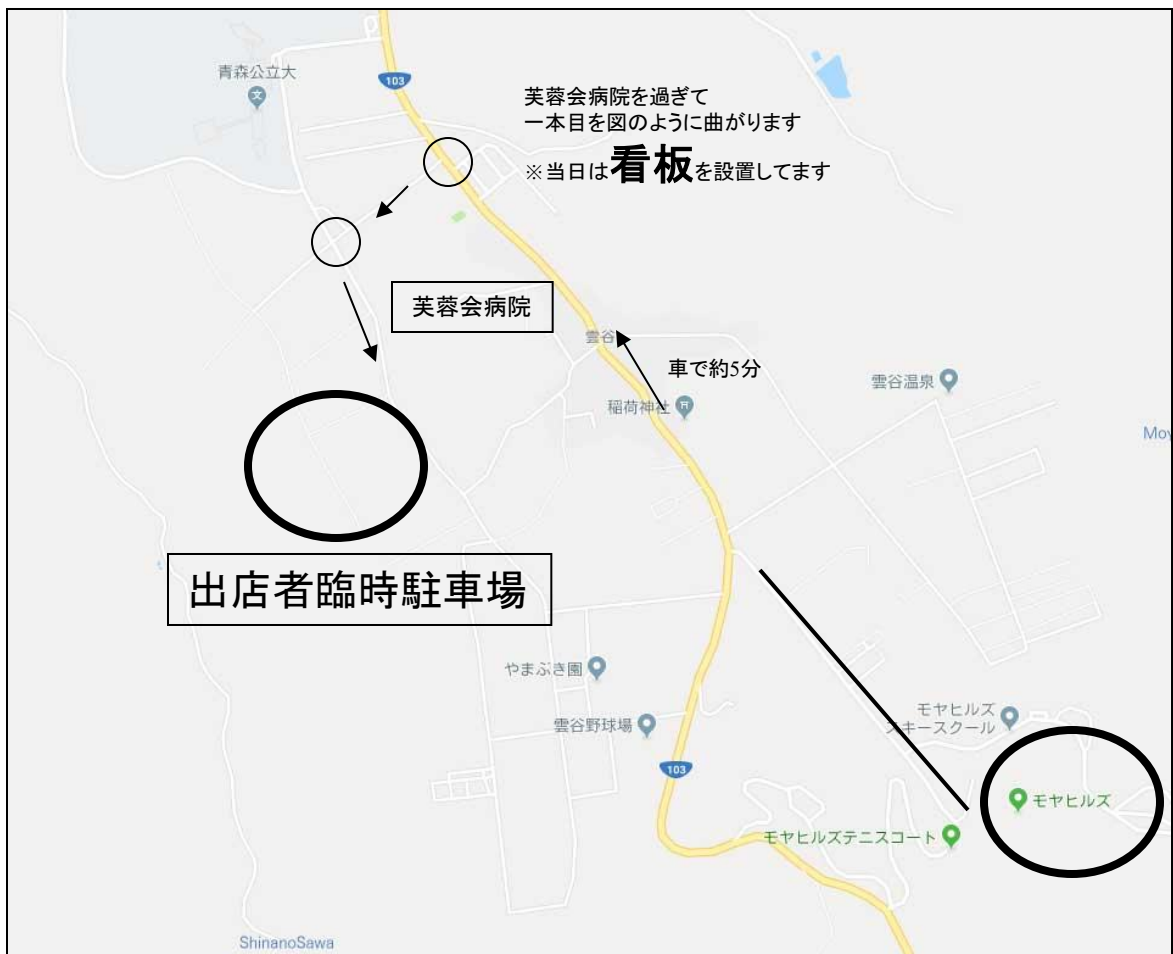 青森公立大
文
103
芙蓉会病院を過ぎて
一本目を図のように曲がります
※当日は看板を設置してます
芙蓉会病院
雲谷
車で約5分
稲荷神社
雲谷温泉
Moy
出店者臨時駐車場
やまぶき園
雲谷野球場
モヤヒルズ
スキースクール
103
モヤヒルズ
モヤヒルズテニスコート
ShinanoSawa